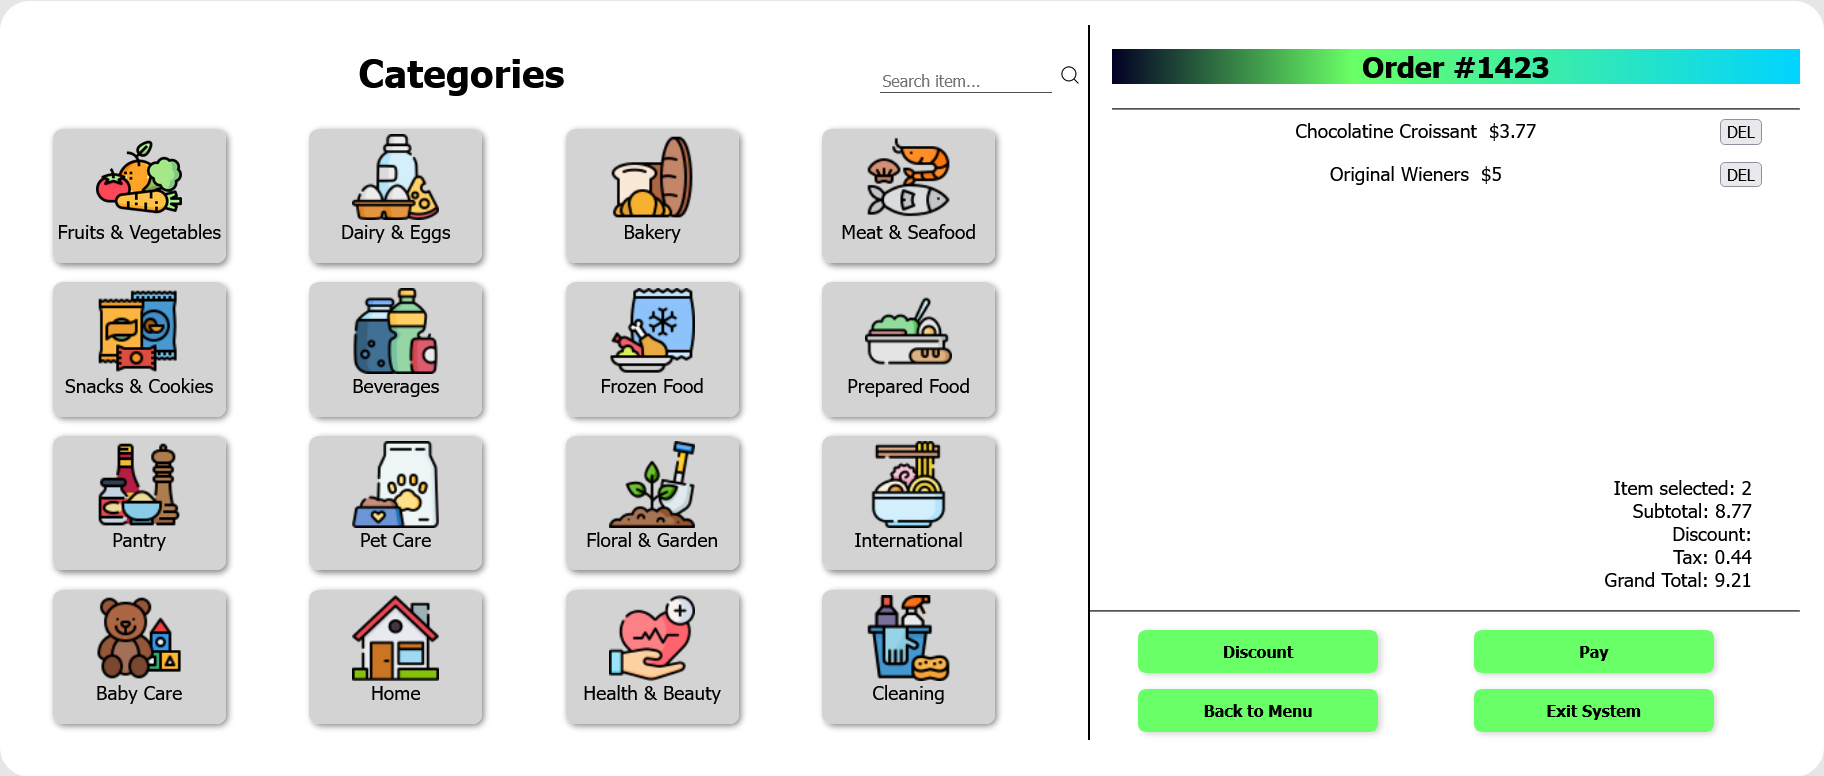 Categories
Search item...
Fruits & Vegetables
Dairy & Eggs
Bakery
Meat & Seafood
Snacks & Cookies
Beverages
Frozen Food
Prepared Food
Pantry
Pet Care
Floral & Garden
International
Baby Care
Home
Health & Beauty
Cleaning
Order #1423
Chocolatine Croissant $3.77 DEL
Original Wieners $5 DEL
Item selected: 2
Subtotal: 8.77
Discount:
Tax: 0.44
Grand Total: 9.21
Discount
Pay
Back to Menu
Exit System